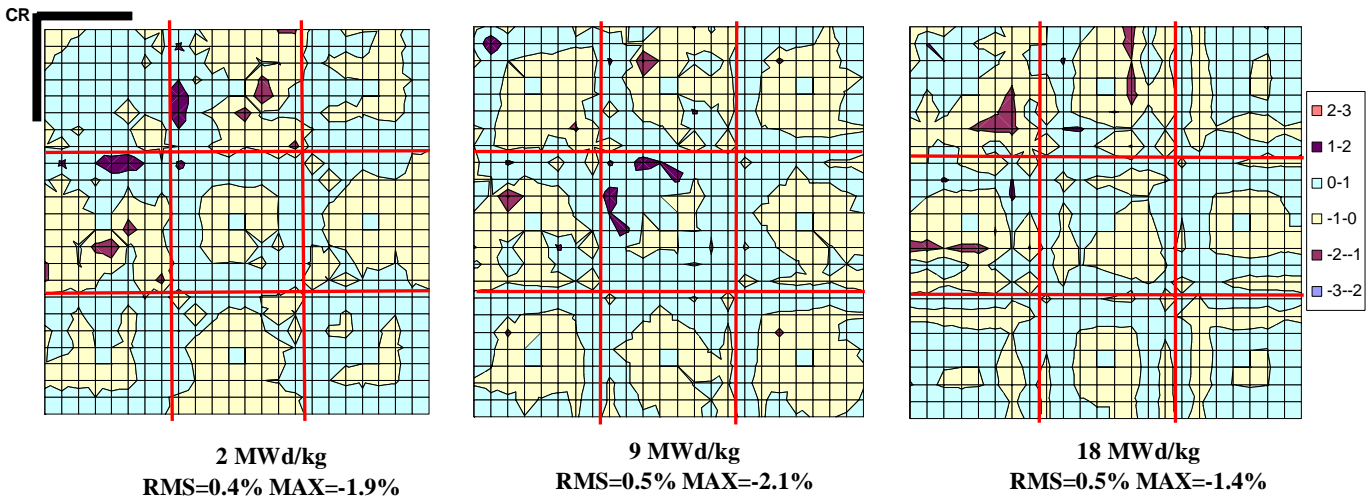 CR
2-3
1-2
0-1
-1-0
-2--1
-3--2
2 MWd/kg
RMS=0.4% MAX=-1.9%
9 MWd/kg
RMS=0.5% MAX=-2.1%
18 MWd/kg
RMS=0.5% MAX=-1.4%